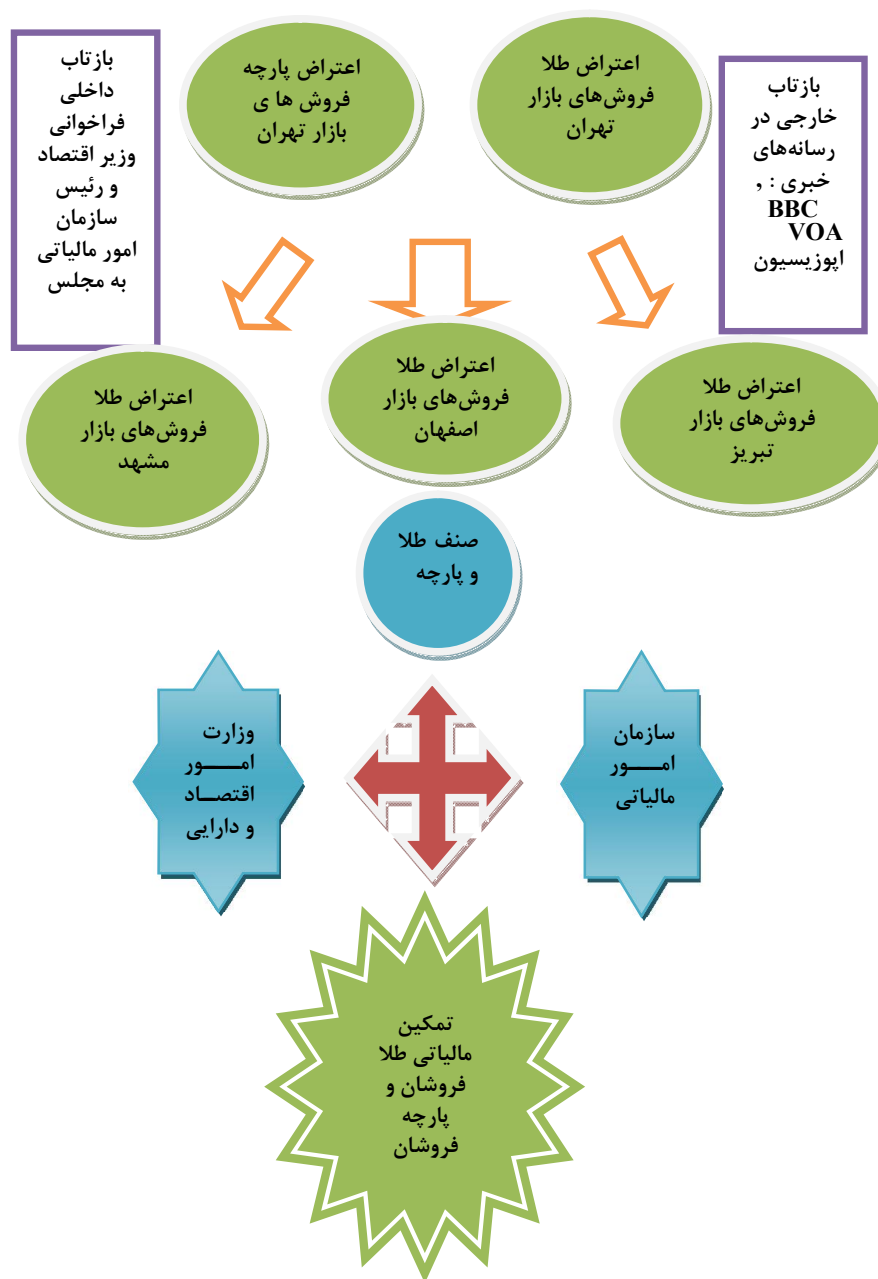 بازتاب
خارجی در
رسانه‌های
خبری : ,
BBC
VOA
اپوزیسیون
اعتراض طلا
فروش‌های بازار
تهران
اعتراض پارچه
فروش ها ی
بازار تهران
بازتاب
داخلی
فراخوانی
وزیر اقتصاد
و رئیس
سازمان
امور مالیاتی
به مجلس
اعتراض طلا
فروش‌های بازار
تبریز
اعتراض طلا
فروش‌های بازار
اصفهان
اعتراض طلا
فروش‌های بازار
مشهد
صنف طلا
و پارچه
سازمان
امـــــور
مالیاتی
وزارت
امـــــور
اقتصــاد
و دارایی
تمکین
مالیاتی طلا
فروشان و
پارچه
فروشان